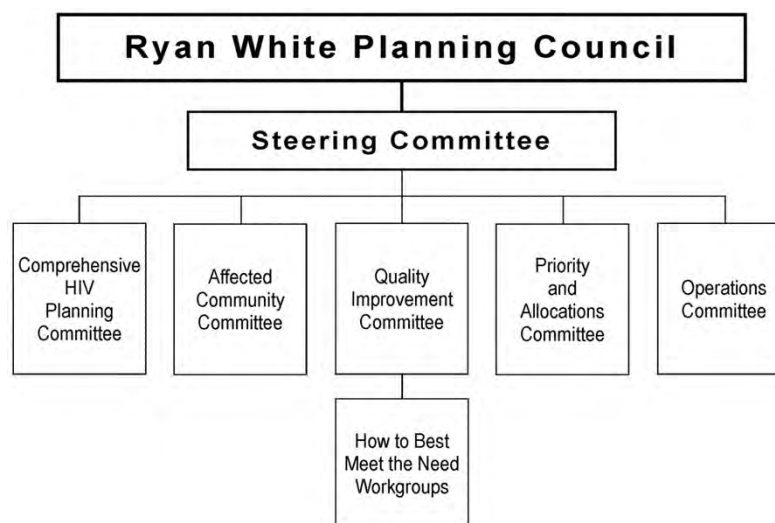 Ryan White Planning Council
Steering Committee
Comprehensive
HIV
Planning
Committee
Affected
Community
Committee
Quality
Improvement
Committee
Priority
and
Allocations
Committee
Operations
Committee
How to Best
Meet the Need
Workgroups